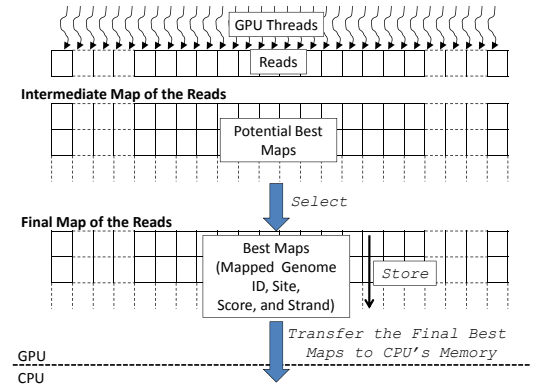 GPU Threads
Reads
Intermediate Map of the Reads
Potential Best
Maps
Select
Final Map of the Reads
Best Maps
(Mapped Genome
ID, Site,
Score, and Strand)
Store
Transfer the Final Best
Maps to CPU's Memory
GPU
CPU